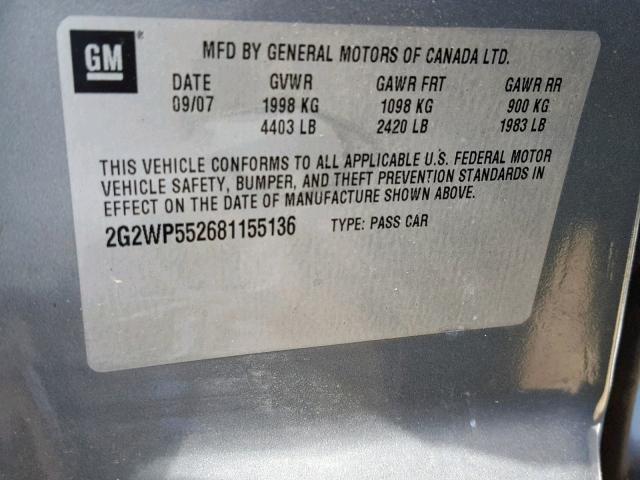 GM ®
MFD BY GENERAL MOTORS OF CANADA LTD.
DATE GVWR GAWR FRT GAWR RR
09/07 1998 KG 1098 KG 900 KG
4403 LB 2420 LB 1983 LB
THIS VEHICLE CONFORMS TO ALL APPLICABLE U.S. FEDERAL MOTOR
VEHICLE SAFETY, BUMPER, AND THEFT PREVENTION STANDARDS IN
EFFECT ON THE DATE OF MANUFACTURE SHOWN ABOVE.
2G2WP552681155136 TYPE: PASS CAR